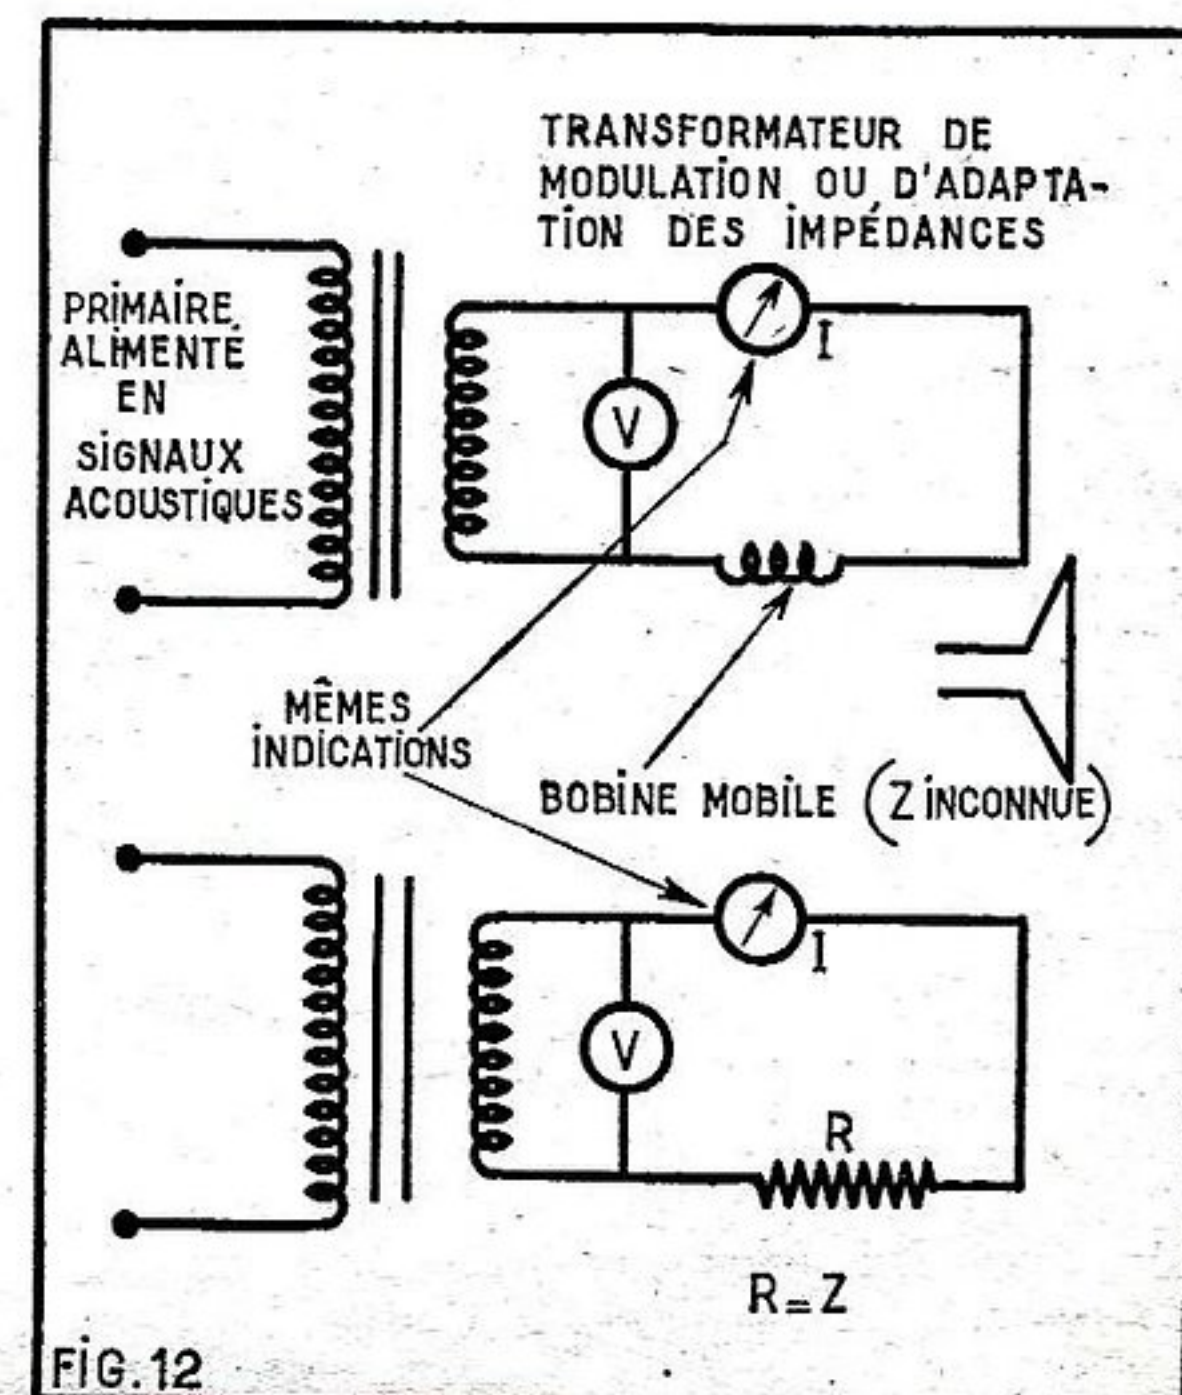 TRANSFORMATEUR DE
MODULATION OU D'ADAPTA-
TION DES IMPÉDANCES
PRIMAIRE
ALIMENTÉ
EN
SIGNAUX
ACOUSTIQUES
I
V
MÊMES
INDICATIONS
BOBINE MOBILE (Z INCONNUE)
I
V
R
R=Z
FIG.12